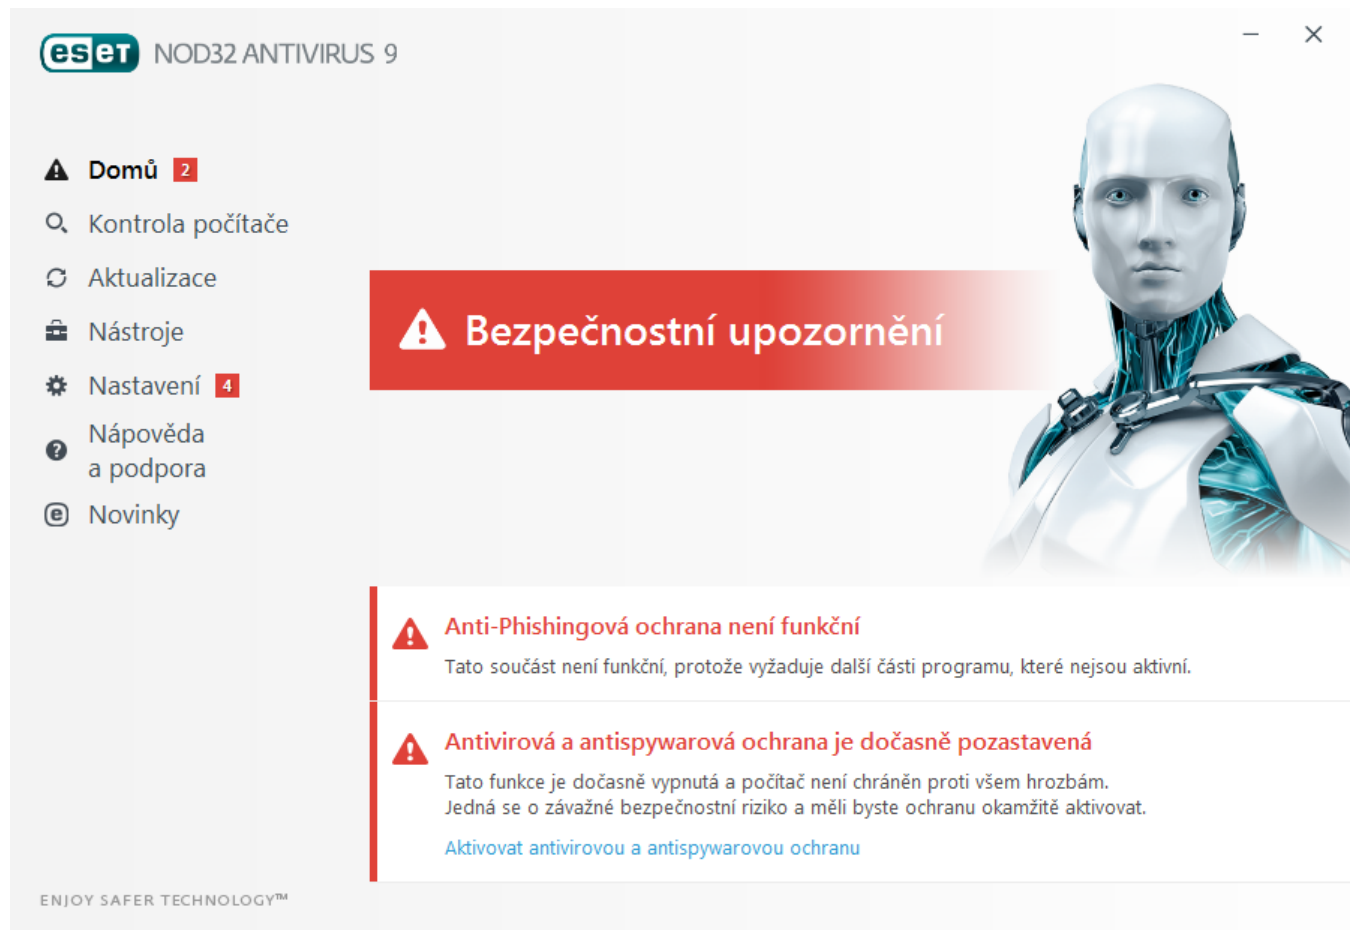 eset NOD32 ANTIVIRUS 9
Domů 2
Kontrola počítače
Aktualizace
Nástroje
Nastavení 4
Nápověda
a podpora
Novinky
Bezpečnostní upozornění
Anti-Phishingová ochrana není funkční
Tato součást není funkční, protože vyžaduje další části programu, které nejsou aktivní.
Antivirová a antispywarová ochrana je dočasně pozastavená
Tato funkce je dočasně vypnutá a počítač není chráněn proti všem hrozbám.
Jedná se o závažné bezpečnostní riziko a měli byste ochranu okamžitě aktivovat.
Aktivovat antivirovou a antispywarovou ochranu
ENJOY SAFER TECHNOLOGY™